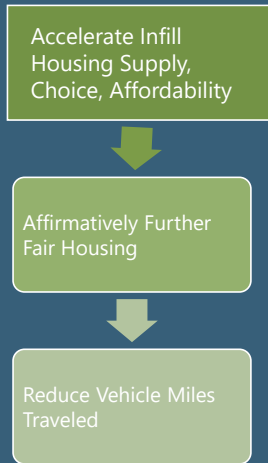 Accelerate Infill
Housing Supply,
Choice, Affordability
Affirmatively Further
Fair Housing
Reduce Vehicle Miles
Traveled